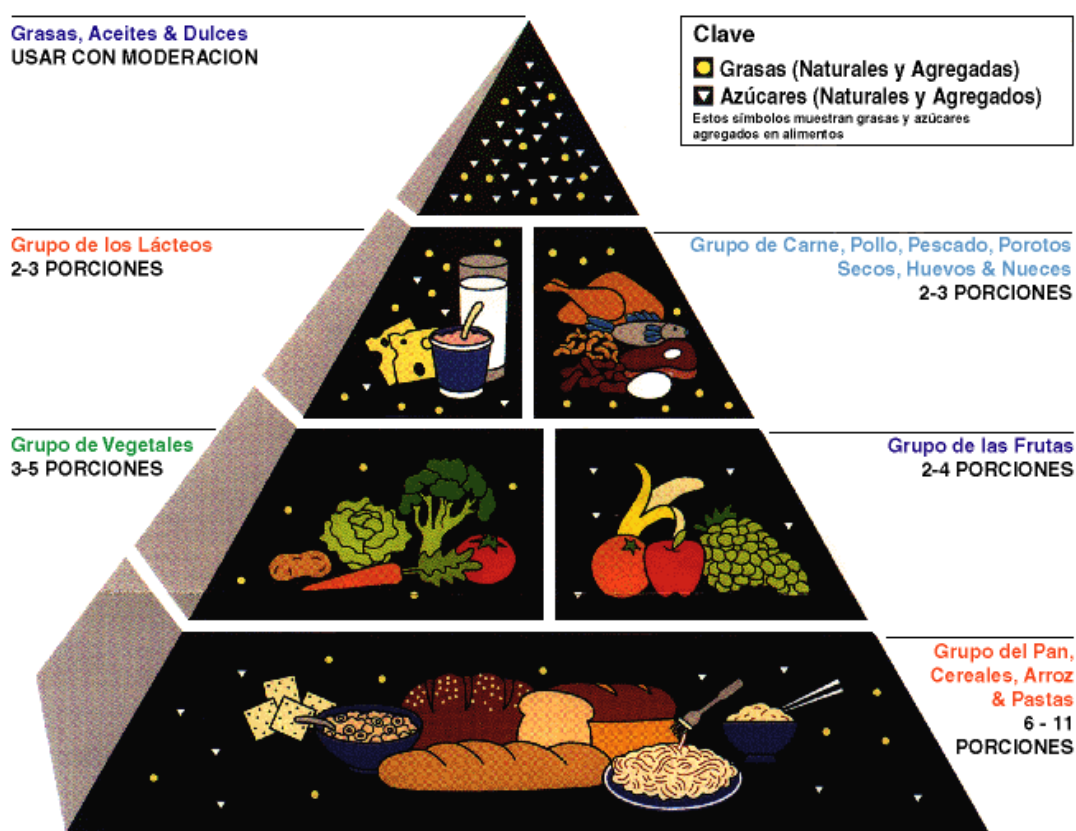 Grasas, Aceites & Dulces
USAR CON MODERACION
Clave
Grasas (Naturales y Agregadas)
Azúcares (Naturales y Agregados)
Estos símbolos muestran grasas y azúcares
agregados en alimentos
Grupo de los Lácteos
2-3 PORCIONES
Grupo de Carne, Pollo, Pescado, Porotos
Secos, Huevos & Nueces
2-3 PORCIONES
Grupo de Vegetales
3-5 PORCIONES
Grupo de las Frutas
2-4 PORCIONES
Grupo del Pan,
Cereales, Arroz
& Pastas
6 - 11
PORCIONES